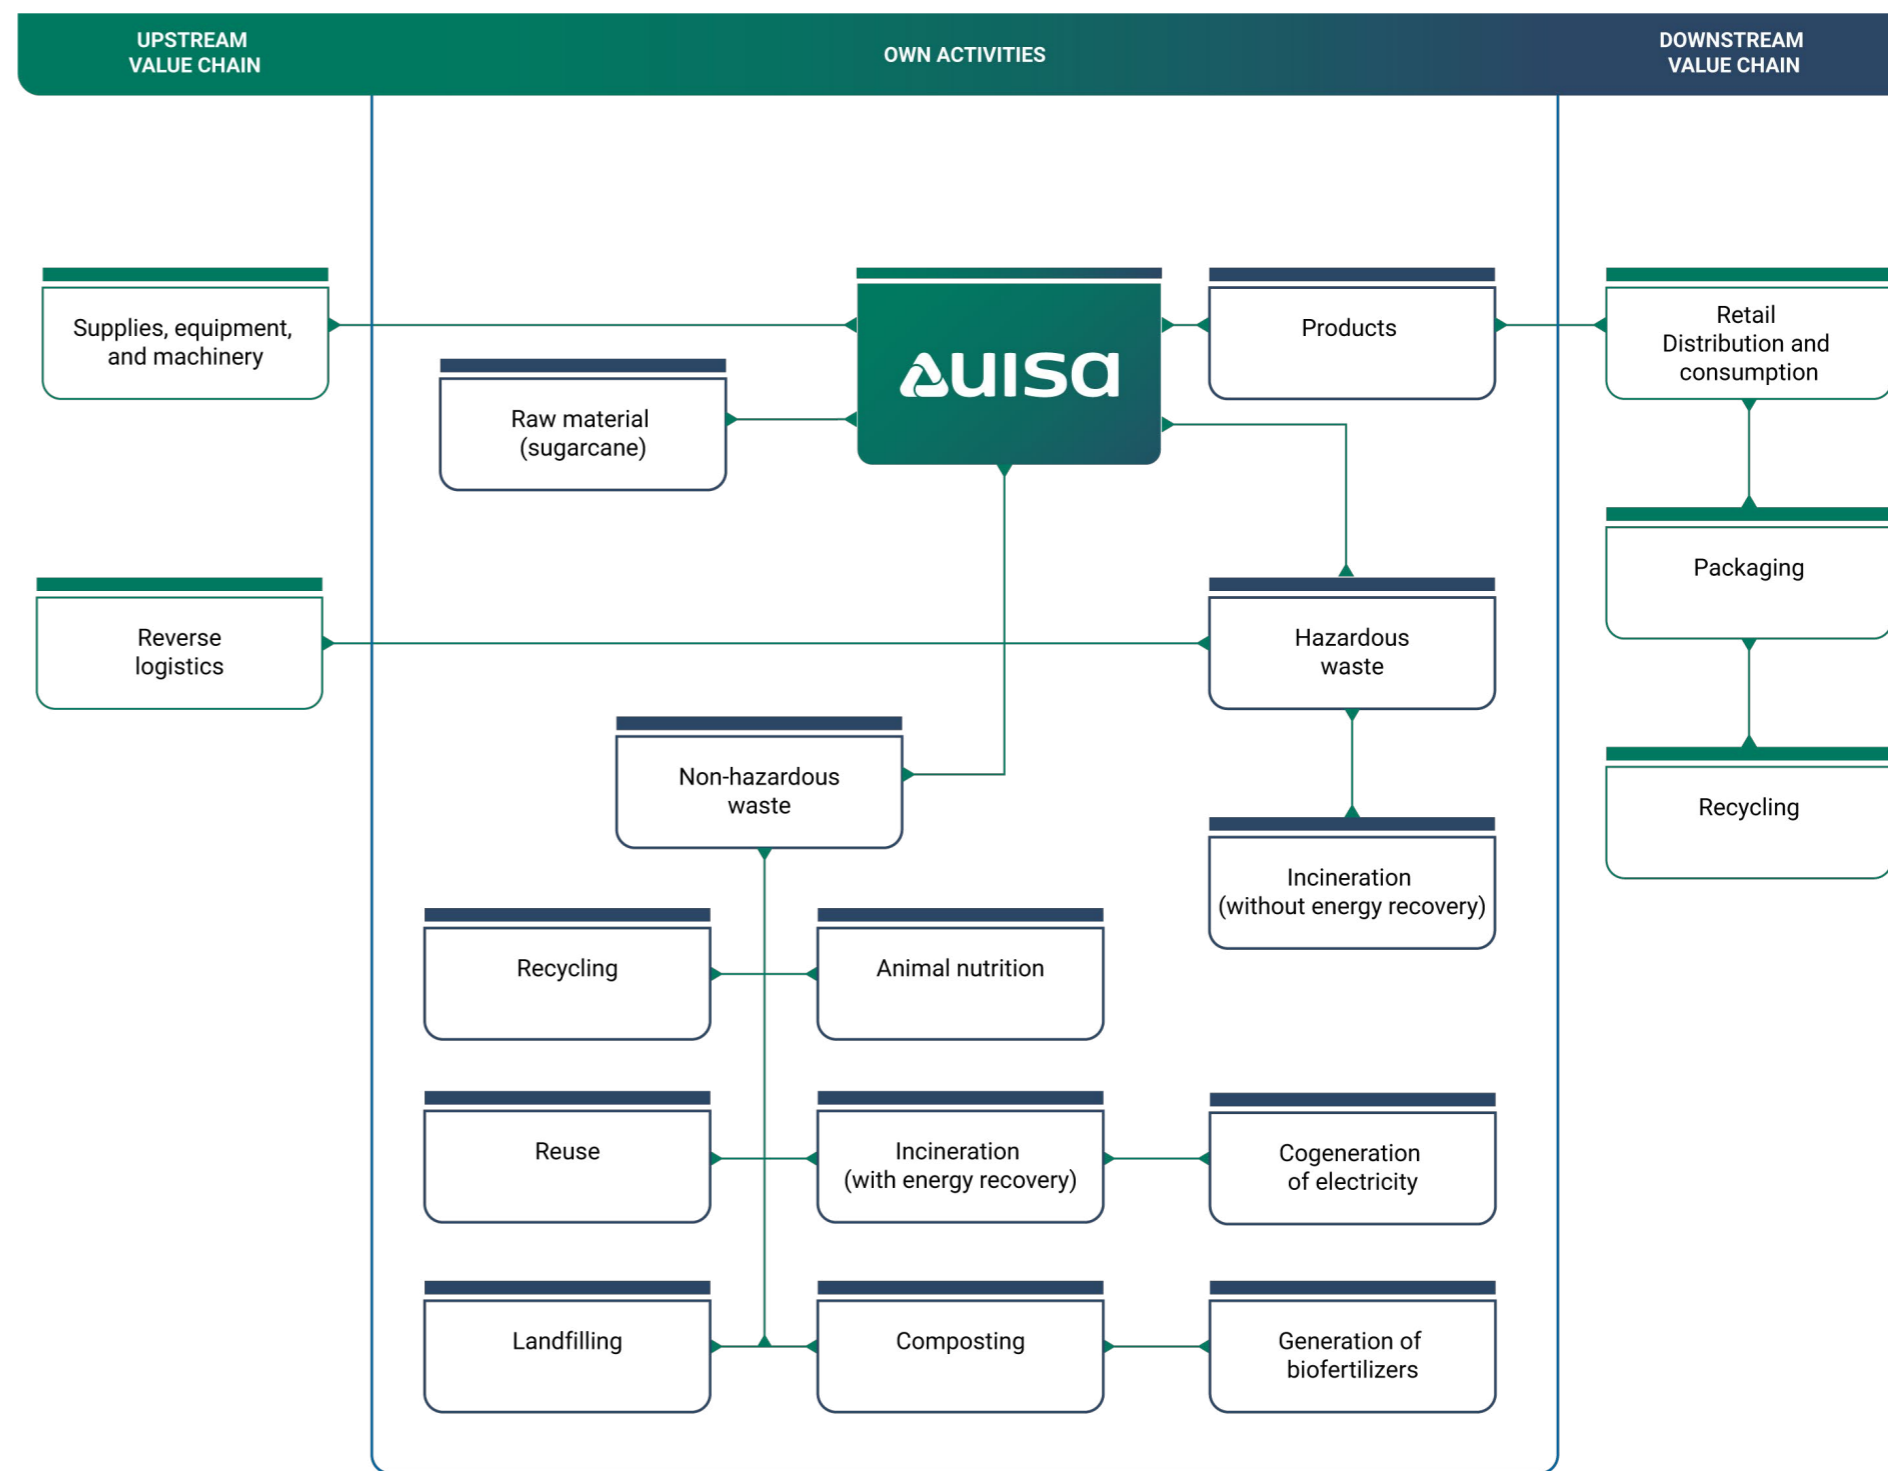 UPSTREAM
VALUE CHAIN
OWN ACTIVITIES
DOWNSTREAM
VALUE CHAIN
Supplies, equipment,
and machinery
Raw material
(sugarcane)
uisa
Products
Retail
Distribution and
consumption
Packaging
Reverse
logistics
Hazardous
waste
Non-hazardous
waste
Recycling
Incineration
(without energy recovery)
Recycling
Animal nutrition
Reuse
Incineration
(with energy recovery)
Cogeneration
of electricity
Landfilling
Composting
Generation of
biofertilizers